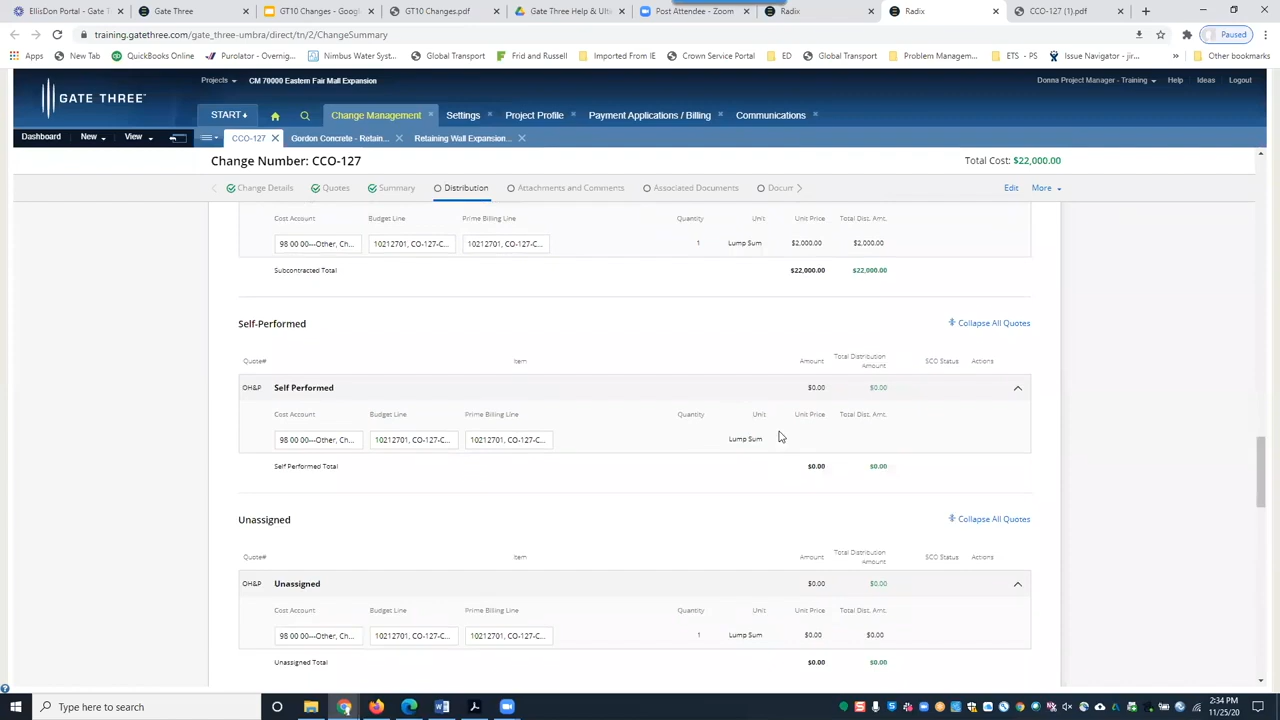 EllisDon Portal - Gate T
Gate Three
GT10 Changes - Googl
GT10 Changes.pdf
Gate Three Help & Ulti
Post Attendee - Zoom
Radix
Radix
CCO-127 (1).pdf
training.gatethree.com/gate_three-umbra/direct/tn/2/ChangeSummary
Paused
Apps
New Tab
QuickBooks Online
Purolator - Overnig...
Nimbus Water Syste...
Global Transport
Frid and Russell
Imported From IE
Crown Service Portal
ED
Global Transport
Problem Managem...
ETS - PS
Issue Navigator - jir...
Other bookmarks
GATE THREE
Projects
CM 70000 Eastern Fair Mall Expansion
Donna Project Manager - Training
Help
Ideas
Logout
START
Change Management
Settings
Project Profile
Payment Applications / Billing
Communications
Dashboard
New
View
CCO-127
Gordon Concrete - Retain...
Retaining Wall Expansion...
Change Number: CCO-127
Total Cost: $22,000.00
Change Details
Quotes
Summary
Distribution
Attachments and Comments
Associated Documents
Docum
Edit
More
Cost Account Budget Line Prime Billing Line Quantity Unit Unit Price Total Dist. Amt.
98 00 00---Other, Ch... 10212701, CO-127-C... 10212701, CO-127-C... 1 Lump Sum $2,000.00 $2,000.00
Subcontracted Total $22,000.00 $22,000.00
Self-Performed
Collapse All Quotes
Quote# Item Amount Total Distribution Amount SCO Status Actions
OH&P Self Performed $0.00 $0.00
Cost Account Budget Line Prime Billing Line Quantity Unit Unit Price Total Dist. Amt.
98 00 00---Other, Ch... 10212701, CO-127-C... 10212701, CO-127-C... Lump Sum
Self Performed Total $0.00 $0.00
Unassigned
Collapse All Quotes
Quote# Item Amount Total Distribution Amount SCO Status Actions
OH&P Unassigned $0.00 $0.00
Cost Account Budget Line Prime Billing Line Quantity Unit Unit Price Total Dist. Amt.
98 00 00---Other, Ch... 10212701, CO-127-C... 10212701, CO-127-C... 1 Lump Sum $0.00 $0.00
Unassigned Total $0.00 $0.00
Type here to search
2:34 PM
11/25/20